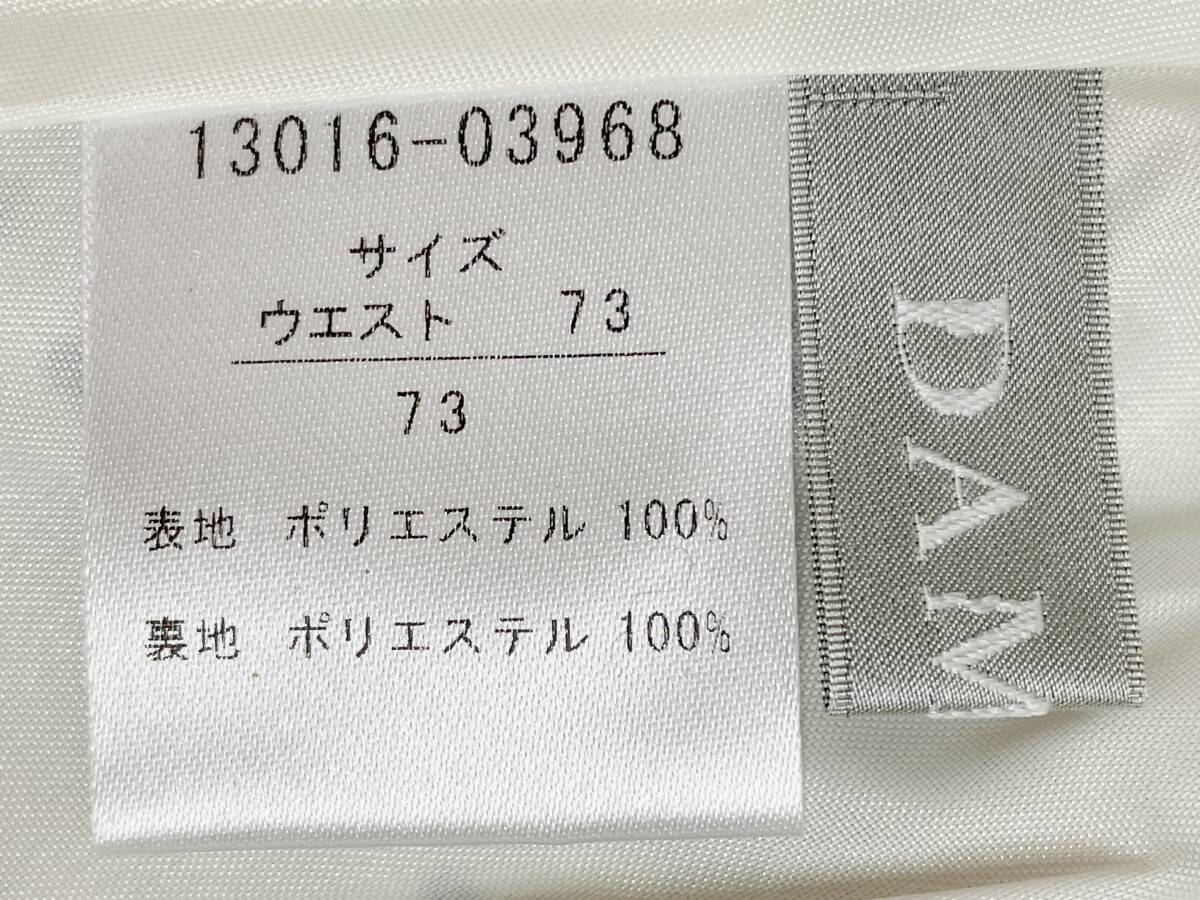 13016-03968
サイズ
ウエスト 73
73
表地 ポリエステル 100%
裏地 ポリエステル 100%
DAM